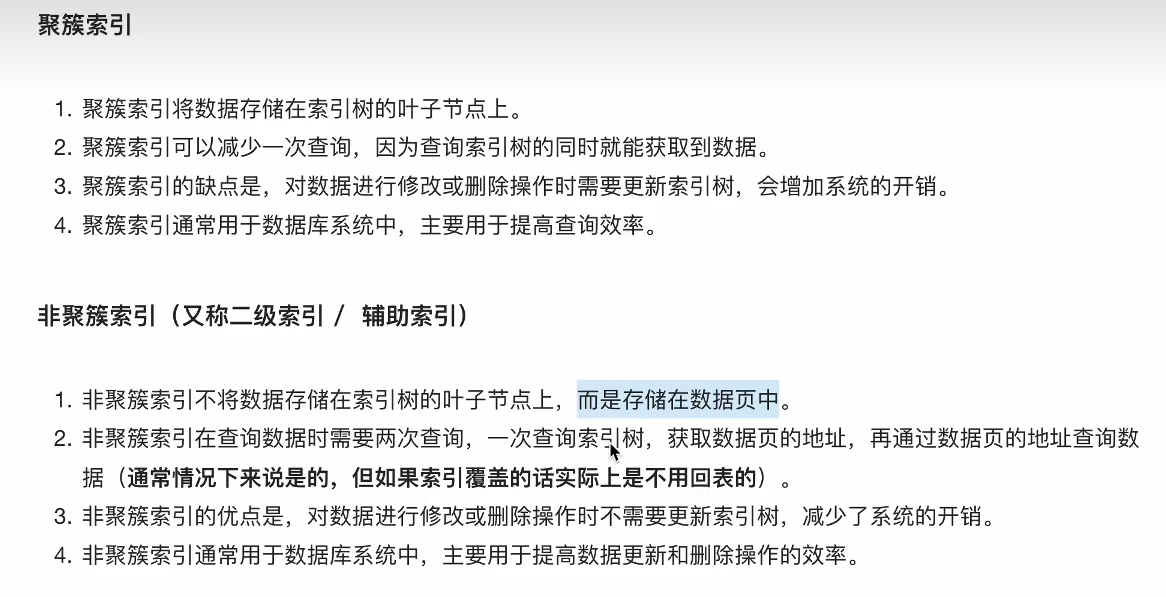 聚簇索引
1. 聚簇索引将数据存储在索引树的叶子节点上。
2. 聚簇索引可以减少一次查询，因为查询索引树的同时就能获取到数据。
3. 聚簇索引的缺点是，对数据进行修改或删除操作时需要更新索引树，会增加系统的开销。
4. 聚簇索引通常用于数据库系统中，主要用于提高查询效率。
非聚簇索引（又称二级索引 / 辅助索引）
1. 非聚簇索引不将数据存储在索引树的叶子节点上，而是存储在数据页中。
2. 非聚簇索引在查询数据时需要两次查询，一次查询索引树，获取数据页的地址，再通过数据页的地址查询数
据（通常情况下来说是的，但如果索引覆盖的话实际上是不用回表的）。
3. 非聚簇索引的优点是，对数据进行修改或删除操作时不需要更新索引树，减少了系统的开销。
4. 非聚簇索引通常用于数据库系统中，主要用于提高数据更新和删除操作的效率。